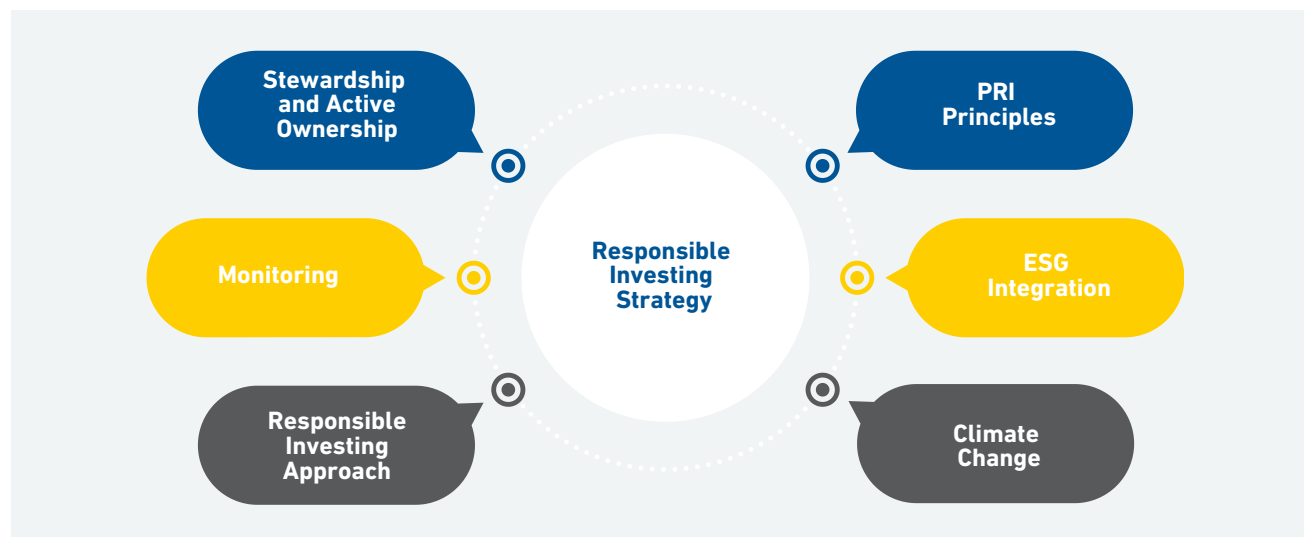 Stewardship
and Active
Ownership
PRI
Principles
Monitoring
Responsible
Investing
Strategy
ESG
Integration
Responsible
Investing
Approach
Climate
Change